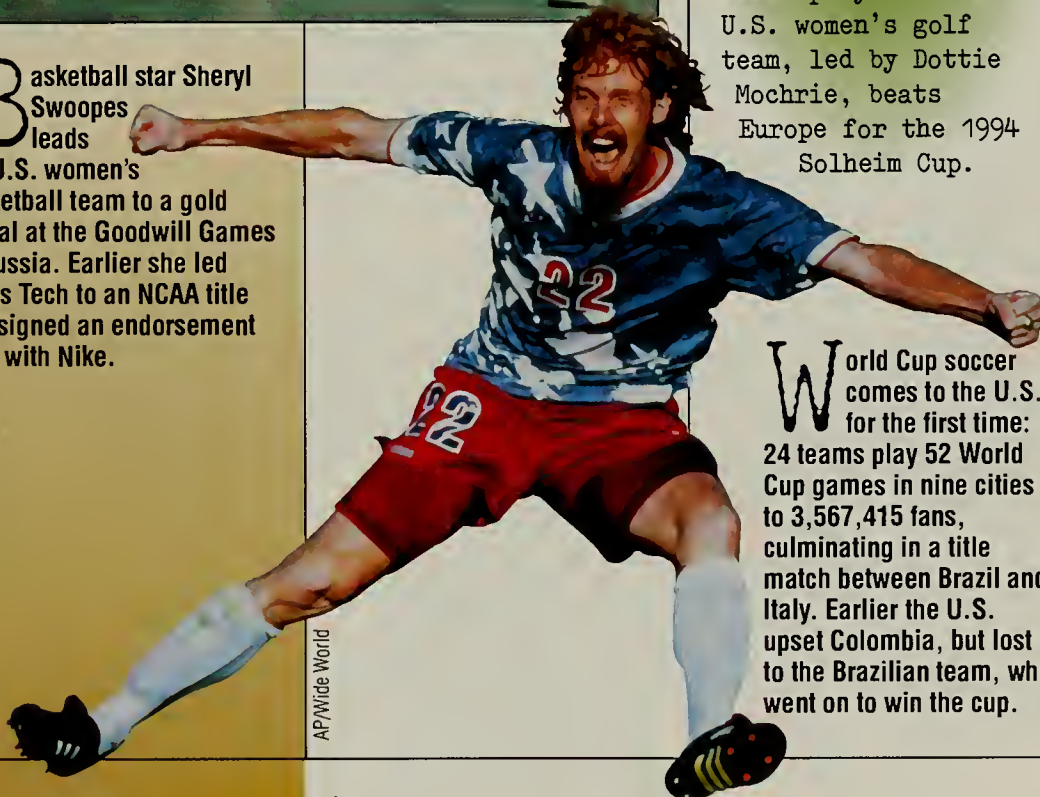 Basketball star Sheryl
Swoopes
leads
U.S. women's
etball team to a gold
al at the Goodwill Games
ussia. Earlier she led
s Tech to an NCAA title
signed an endorsement
with Nike.
U.S. women's golf
team, led by Dottie
Mochrie, beats
Europe for the 1994
Solheim Cup.
22
22
World Cup soccer
comes to the U.S.
for the first time:
24 teams play 52 World
Cup games in nine cities
to 3,567,415 fans,
culminating in a title
match between Brazil and
Italy. Earlier the U.S.
upset Colombia, but lost
to the Brazilian team, wh
went on to win the cup.
AP/Wide World